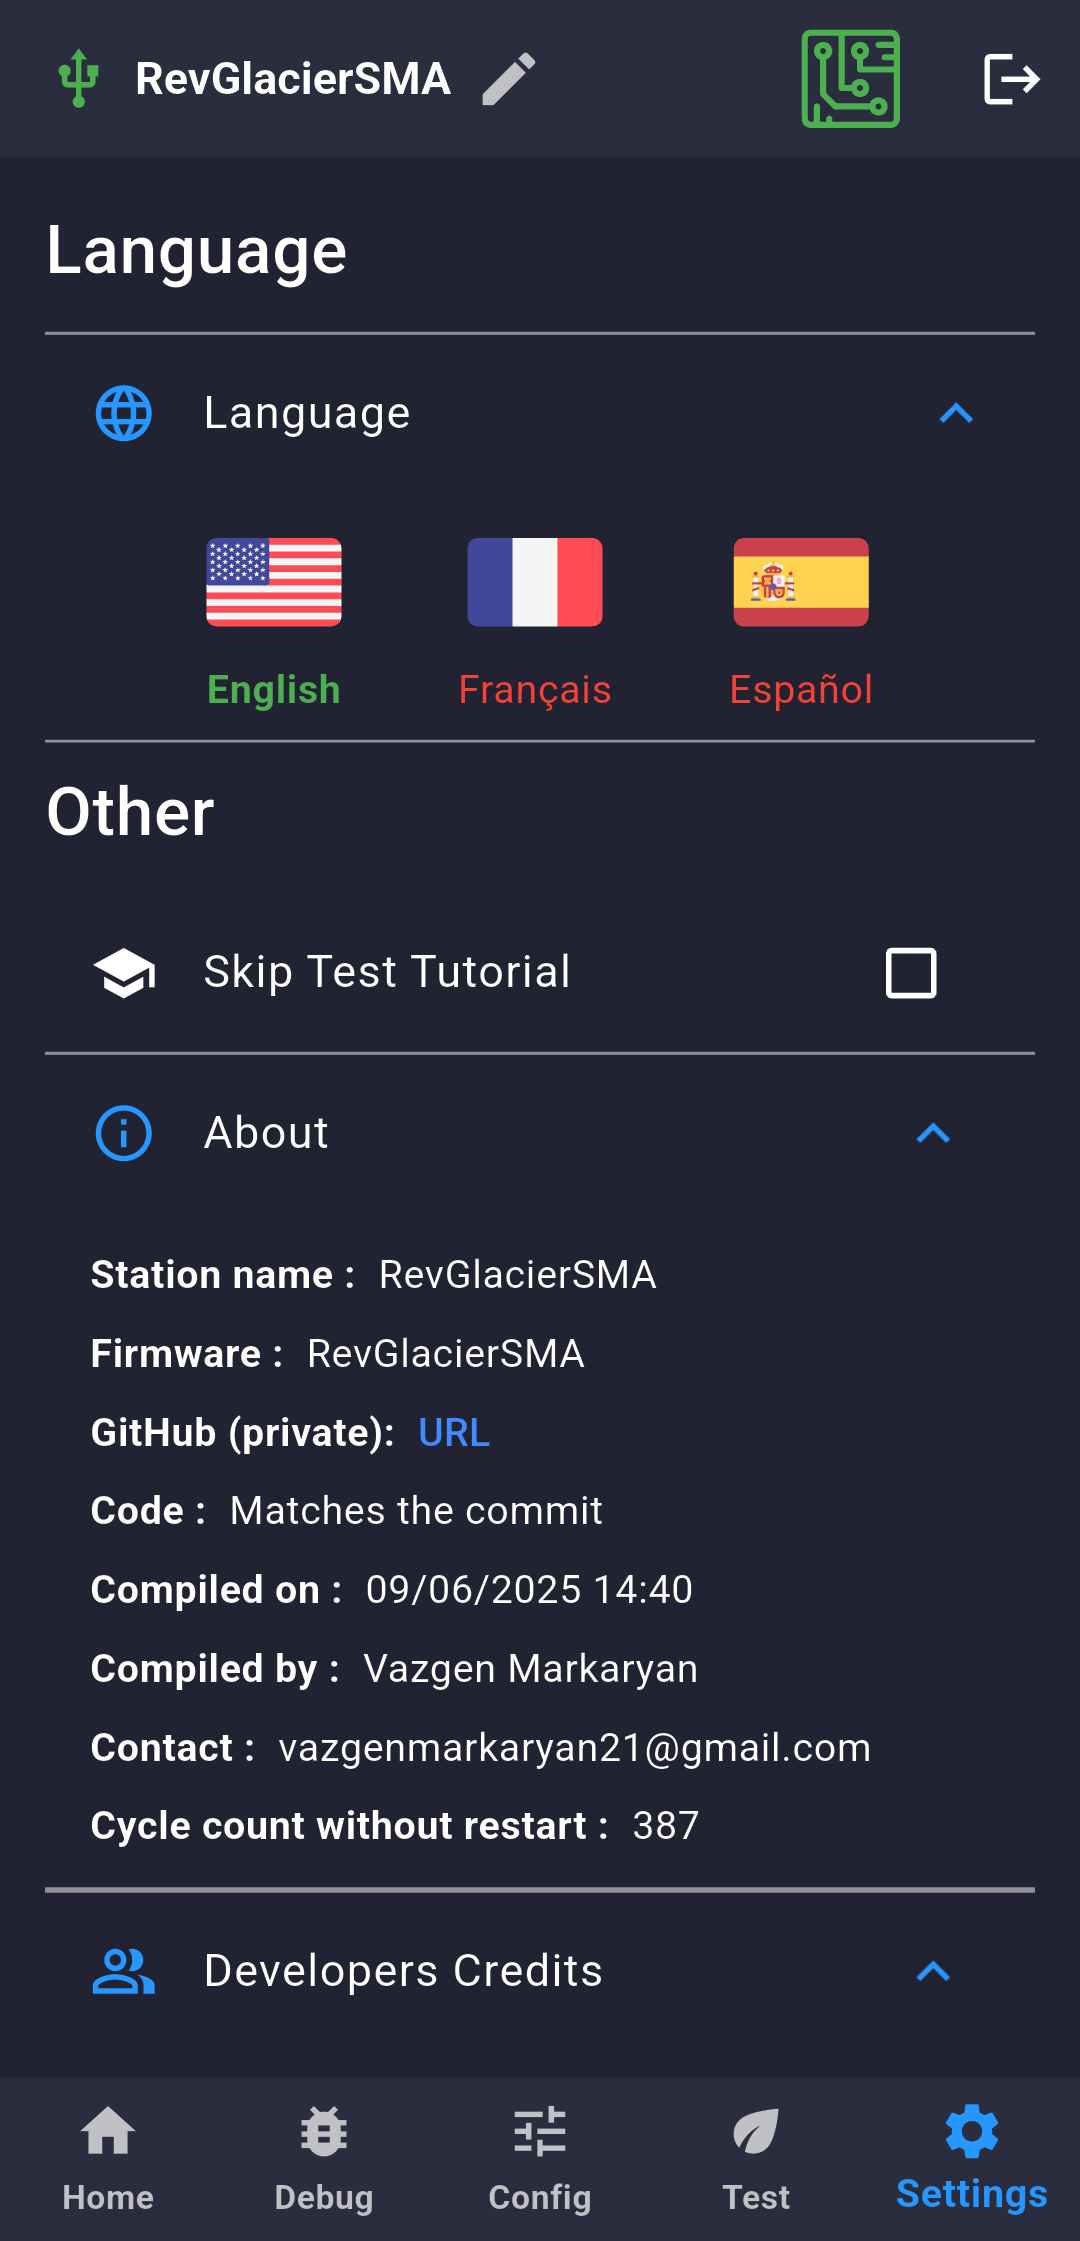 RevGlacierSMA
Language
Language
English Français Español
Other
Skip Test Tutorial
About
Station name : RevGlacierSMA
Firmware : RevGlacierSMA
GitHub (private): URL
Code : Matches the commit
Compiled on : 09/06/2025 14:40
Compiled by : Vazgen Markaryan
Contact : vazgenmarkaryan21@gmail.com
Cycle count without restart : 387
Developers Credits
Home Debug Config Test Settings